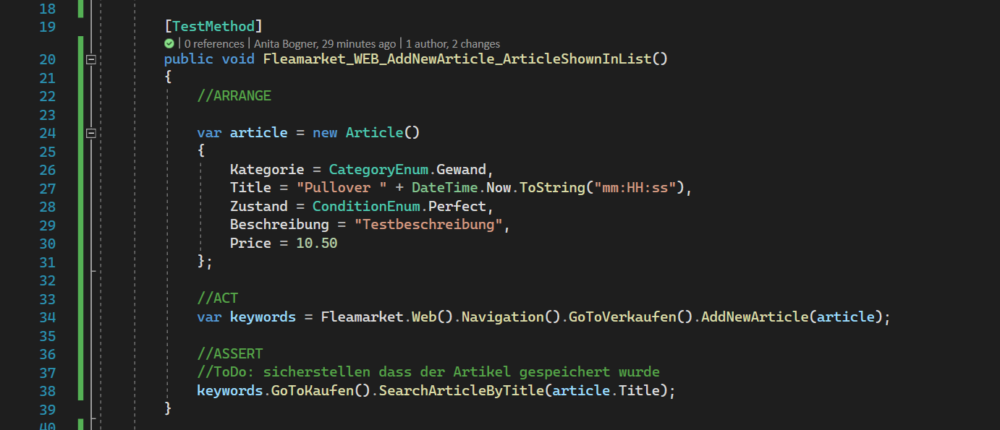 18
19 [TestMethod]
0 references | Anita Bogner, 29 minutes ago | 1 author, 2 changes
20 public void Fleamarket_WEB_AddNewArticle_ArticleShownInList()
21 {
22 //ARRANGE
23
24 var article = new Article()
25 {
26 Kategorie = CategoryEnum.Gewand,
27 Title = "Pullover " + DateTime.Now.ToString("mm:HH:ss"),
28 Zustand = ConditionEnum.Perfect,
29 Beschreibung = "Testbeschreibung",
30 Price = 10.50
31 };
32
33 //ACT
34 var keywords = Fleamarket.Web().Navigation().GoToVerkaufen().AddNewArticle(article);
35
36 //ASSERT
37 //ToDo: sicherstellen dass der Artikel gespeichert wurde
38 keywords.GoToKaufen().SearchArticleByTitle(article.Title);
39 }
40